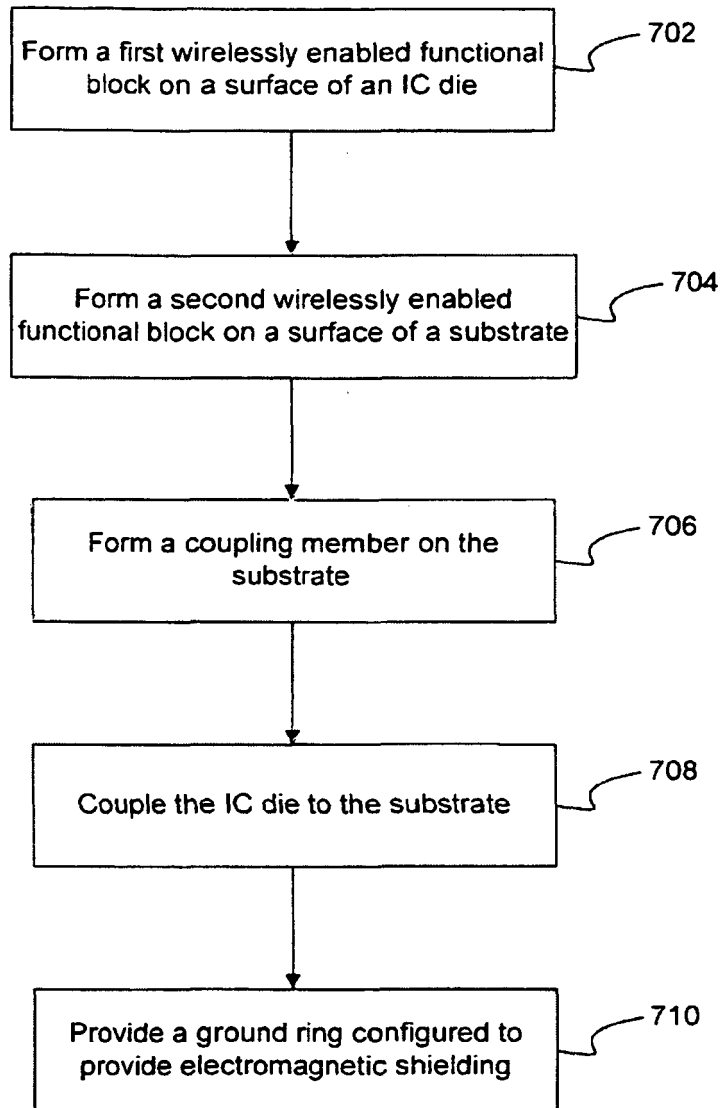 702
Form a first wirelessly enabled functional
block on a surface of an IC die
704
Form a second wirelessly enabled
functional block on a surface of a substrate
706
Form a coupling member on the
substrate
708
Couple the IC die to the substrate
710
Provide a ground ring configured to
provide electromagnetic shielding